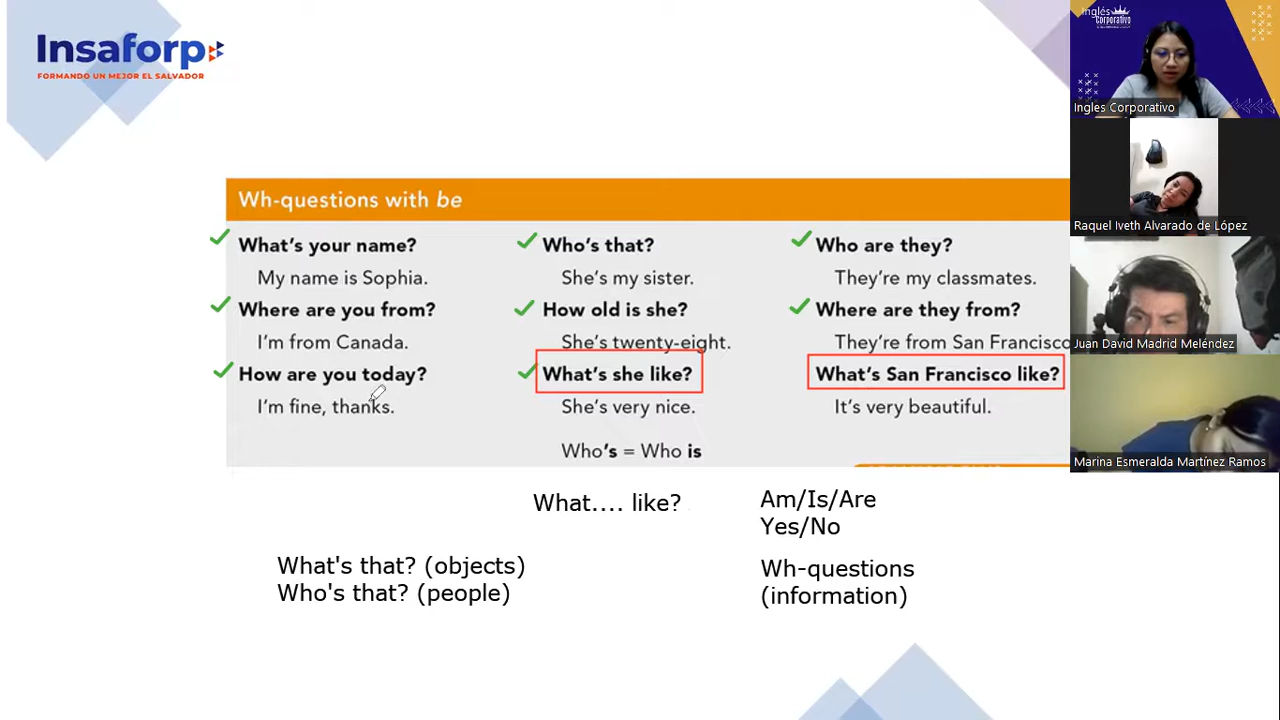 Insaforp
FORMANDO UN MEJOR EL SALVADOR
Wh-questions with be
What's your name?
My name is Sophia.
Where are you from?
I'm from Canada.
How are you today?
I'm fine, thanks.
Who's that?
She's my sister.
How old is she?
She's twenty-eight.
What's she like?
She's very nice.
Who's = Who is
Who are they?
They're my classmates.
Where are they from?
They're from San Francisco
What's San Francisco like?
It's very beautiful.
What.... like?
Am/Is/Are
Yes/No
What's that? (objects)
Who's that? (people)
Wh-questions
(information)
Inglés
Corporativo
Ingles Corporativo
Raquel Iveth Alvarado de López
Juan David Madrid Meléndez
Marina Esmeralda Martínez Ramos